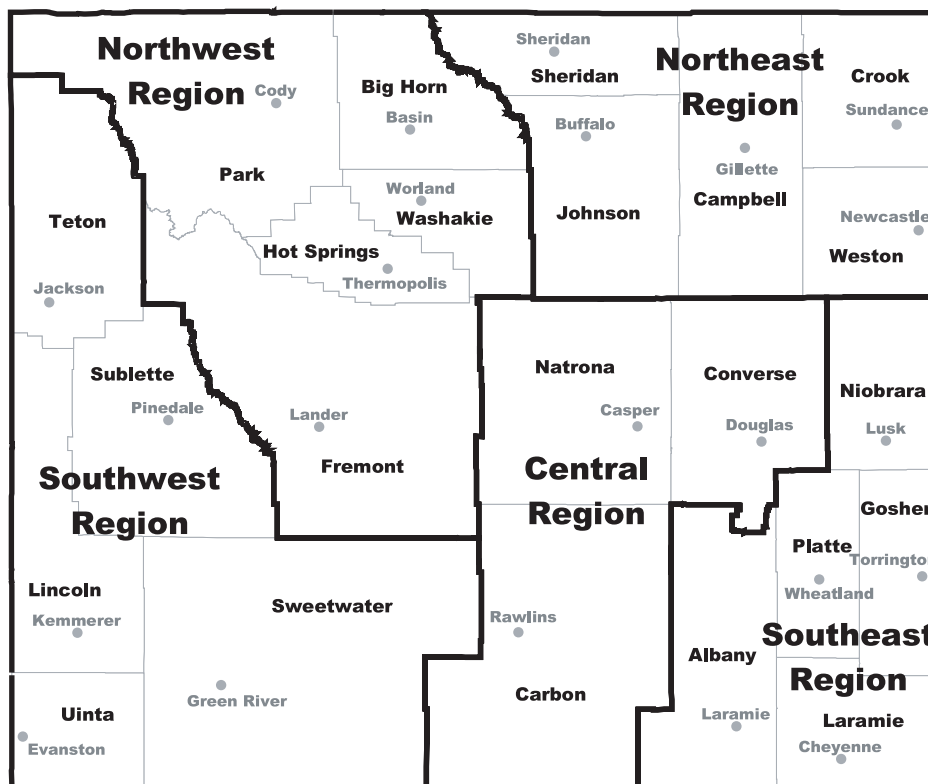 Northwest
Region
Cody
Big Horn
Basin
Sheridan
Sheridan
Northeast
Region
Crook
Sundance
Buffalo
Gillette
Campbell
Park
Worland
Washakie
Johnson
Newcastle
Weston
Teton
Hot Springs
Thermopolis
Jackson
Sublette
Pinedale
Natrona
Converse
Niobrara
Lander
Casper
Douglas
Lusk
Fremont
Southwest
Region
Central
Region
Goshen
Platte
Torringto
Wheatland
Lincoln
Kemmerer
Sweetwater
Rawlins
Southeast
Region
Albany
Green River
Carbon
Uinta
Evanston
Laramie
Laramie
Cheyenne